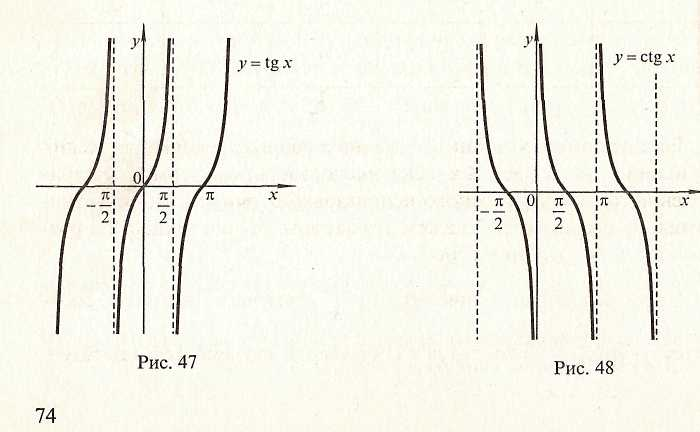 y
y = tg x
0
−π/2
π/2
π
x
Рис. 47
y
y = ctg x
−π/2
0
π/2
π
x
Рис. 48
74